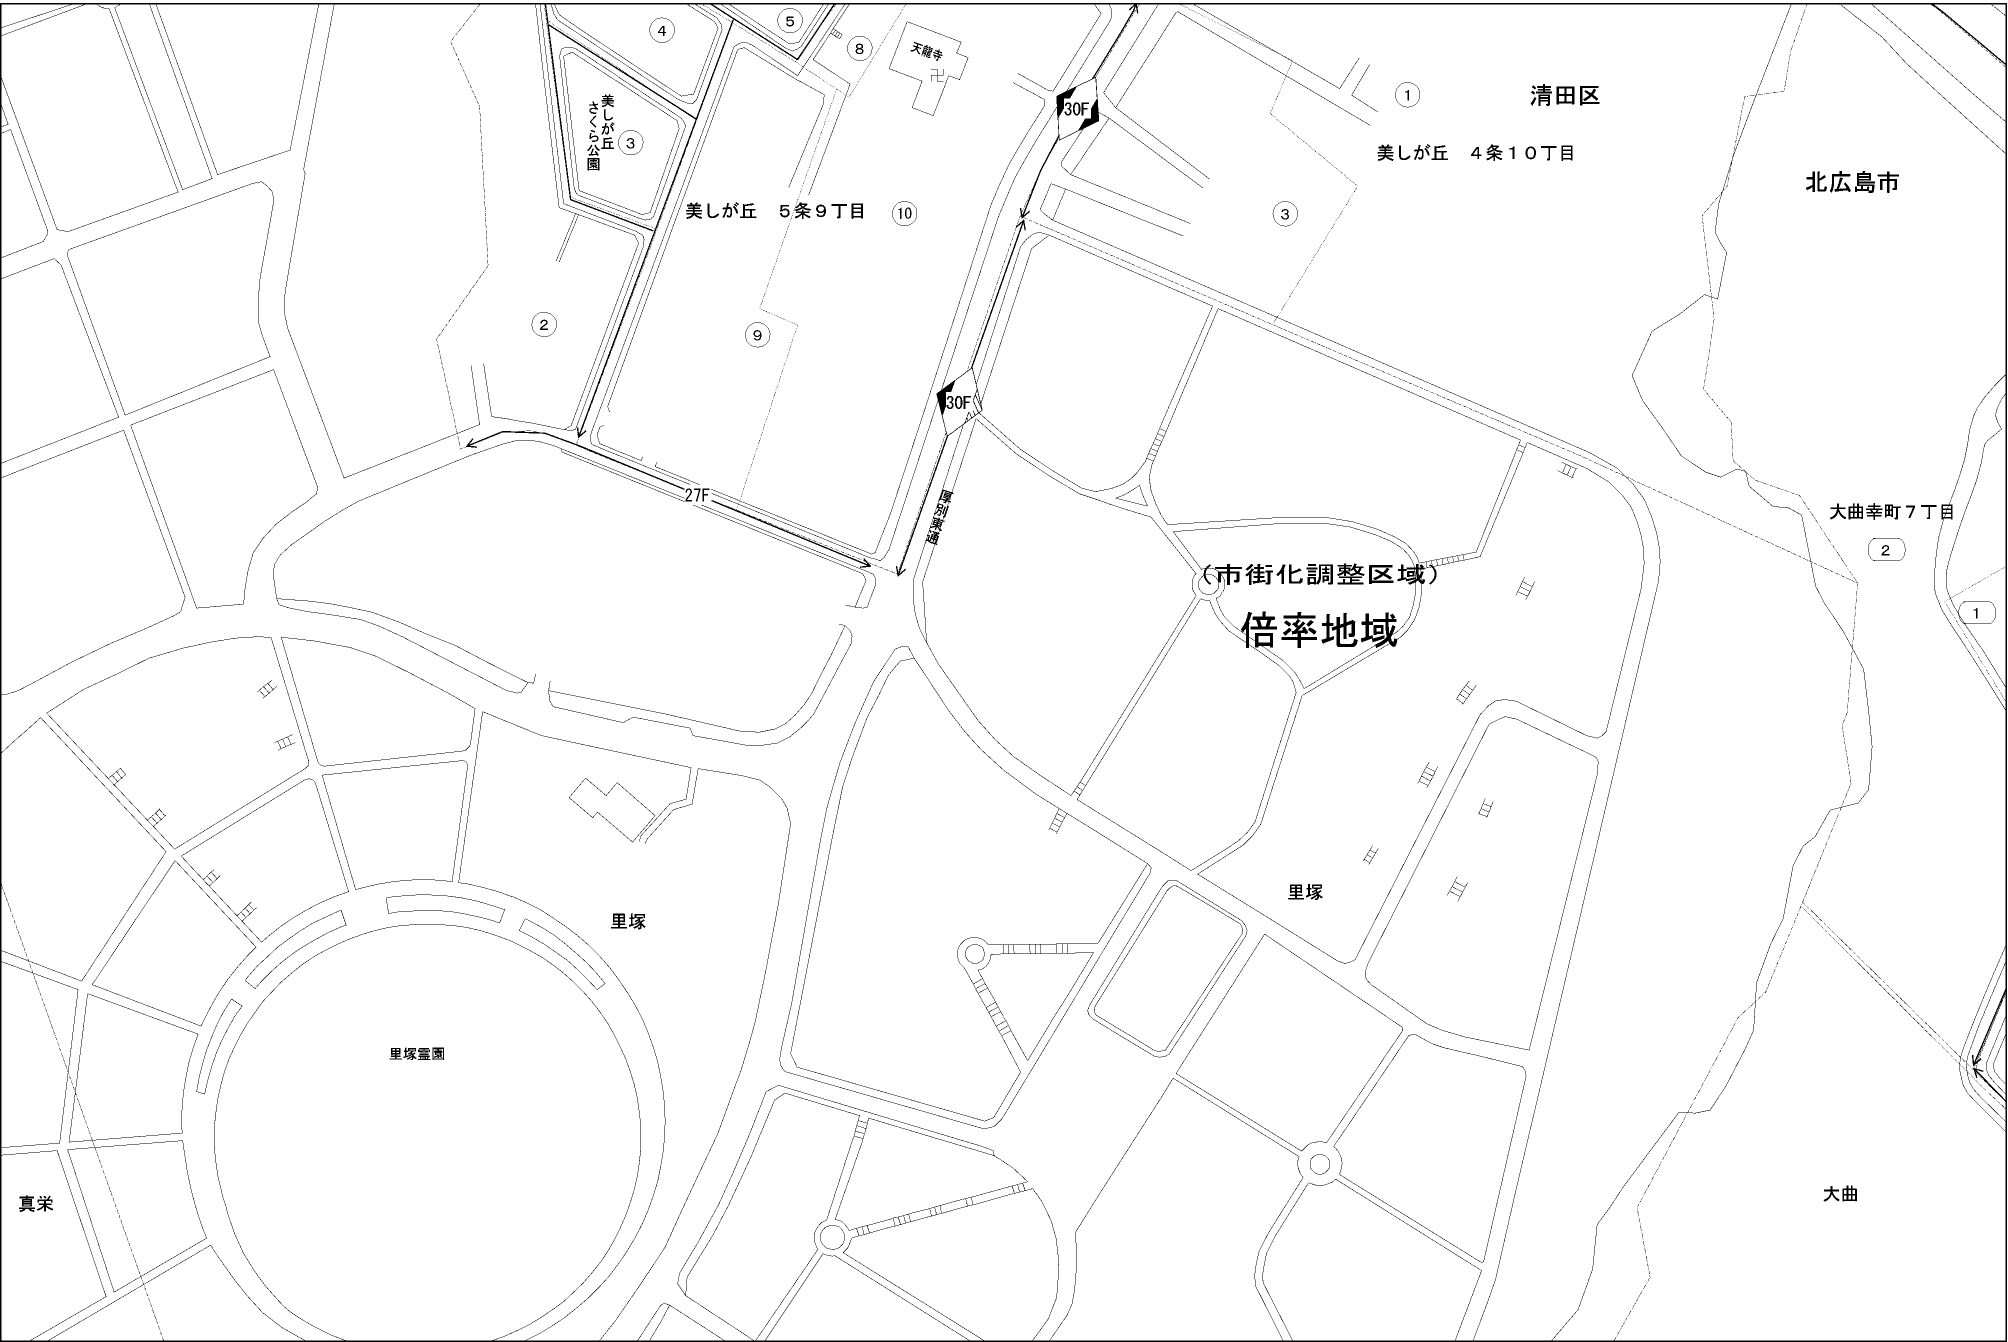 5
4
8
天龍寺
30F
1
清田区
美しが丘
さくら公園
3
美しが丘 4条10丁目
北広島市
美しが丘 5条9丁目
10
3
2
9
30F
27F
厚別東通
大曲幸町7丁目
2
(市街化調整区域)
倍率地域
1
里塚
里塚
里塚霊園
真栄
大曲